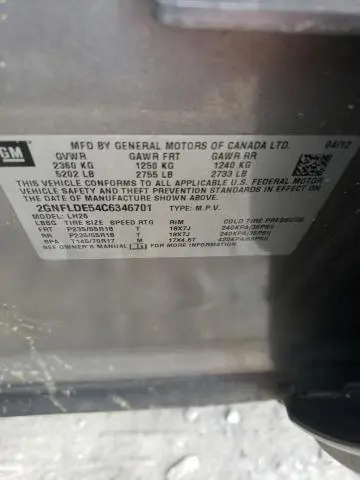 GM
MFD BY GENERAL MOTORS OF CANADA LTD. 04/12
GVWR GAWR FRT GAWR RR
2360 KG 1250 KG 1240 KG
5202 LB 2755 LB 2733 LB
THIS VEHICLE CONFORMS TO ALL APPLICABLE U.S. FEDERAL MOTOR
VEHICLE SAFETY AND THEFT PREVENTION STANDARDS IN EFFECT ON
THE DATE OF MANUFACTURE SHOWN ABOVE.
2GNFLDE54C6346701 TYPE: M.P.V.
MODEL: LH26
TIRE SIZE SPEED RTG RIM COLD TIRE PRESSURE
FRT P235/55R18 T 18X7J 240KPA/35PSI
RR P235/55R18 T 18X7J 240KPA/35PSI
SPA T145/70R17 M 17X4.5T 420KPA/60PSI
SEE OWNER'S MANUAL FOR MORE INFORMATION.